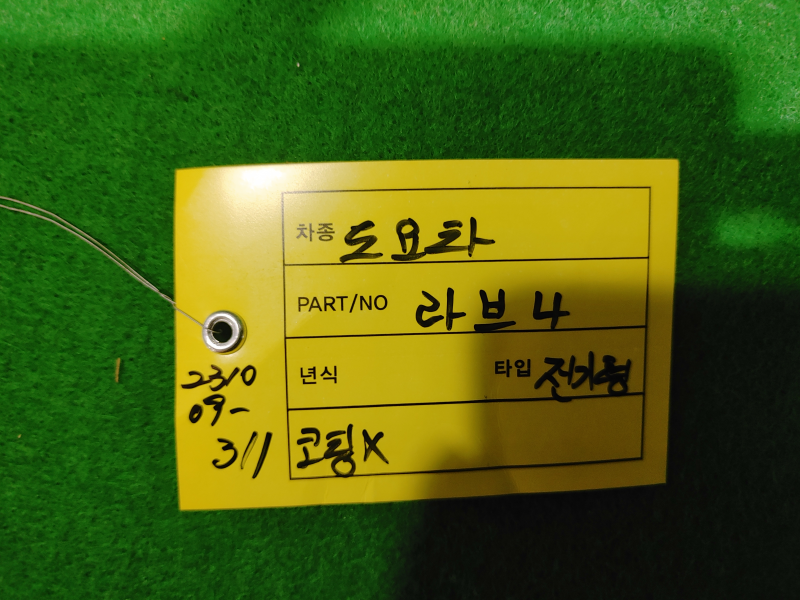 차종 도요타
PART/NO 라브4
년식 타입 전기형
코팅X
2310
09-
311